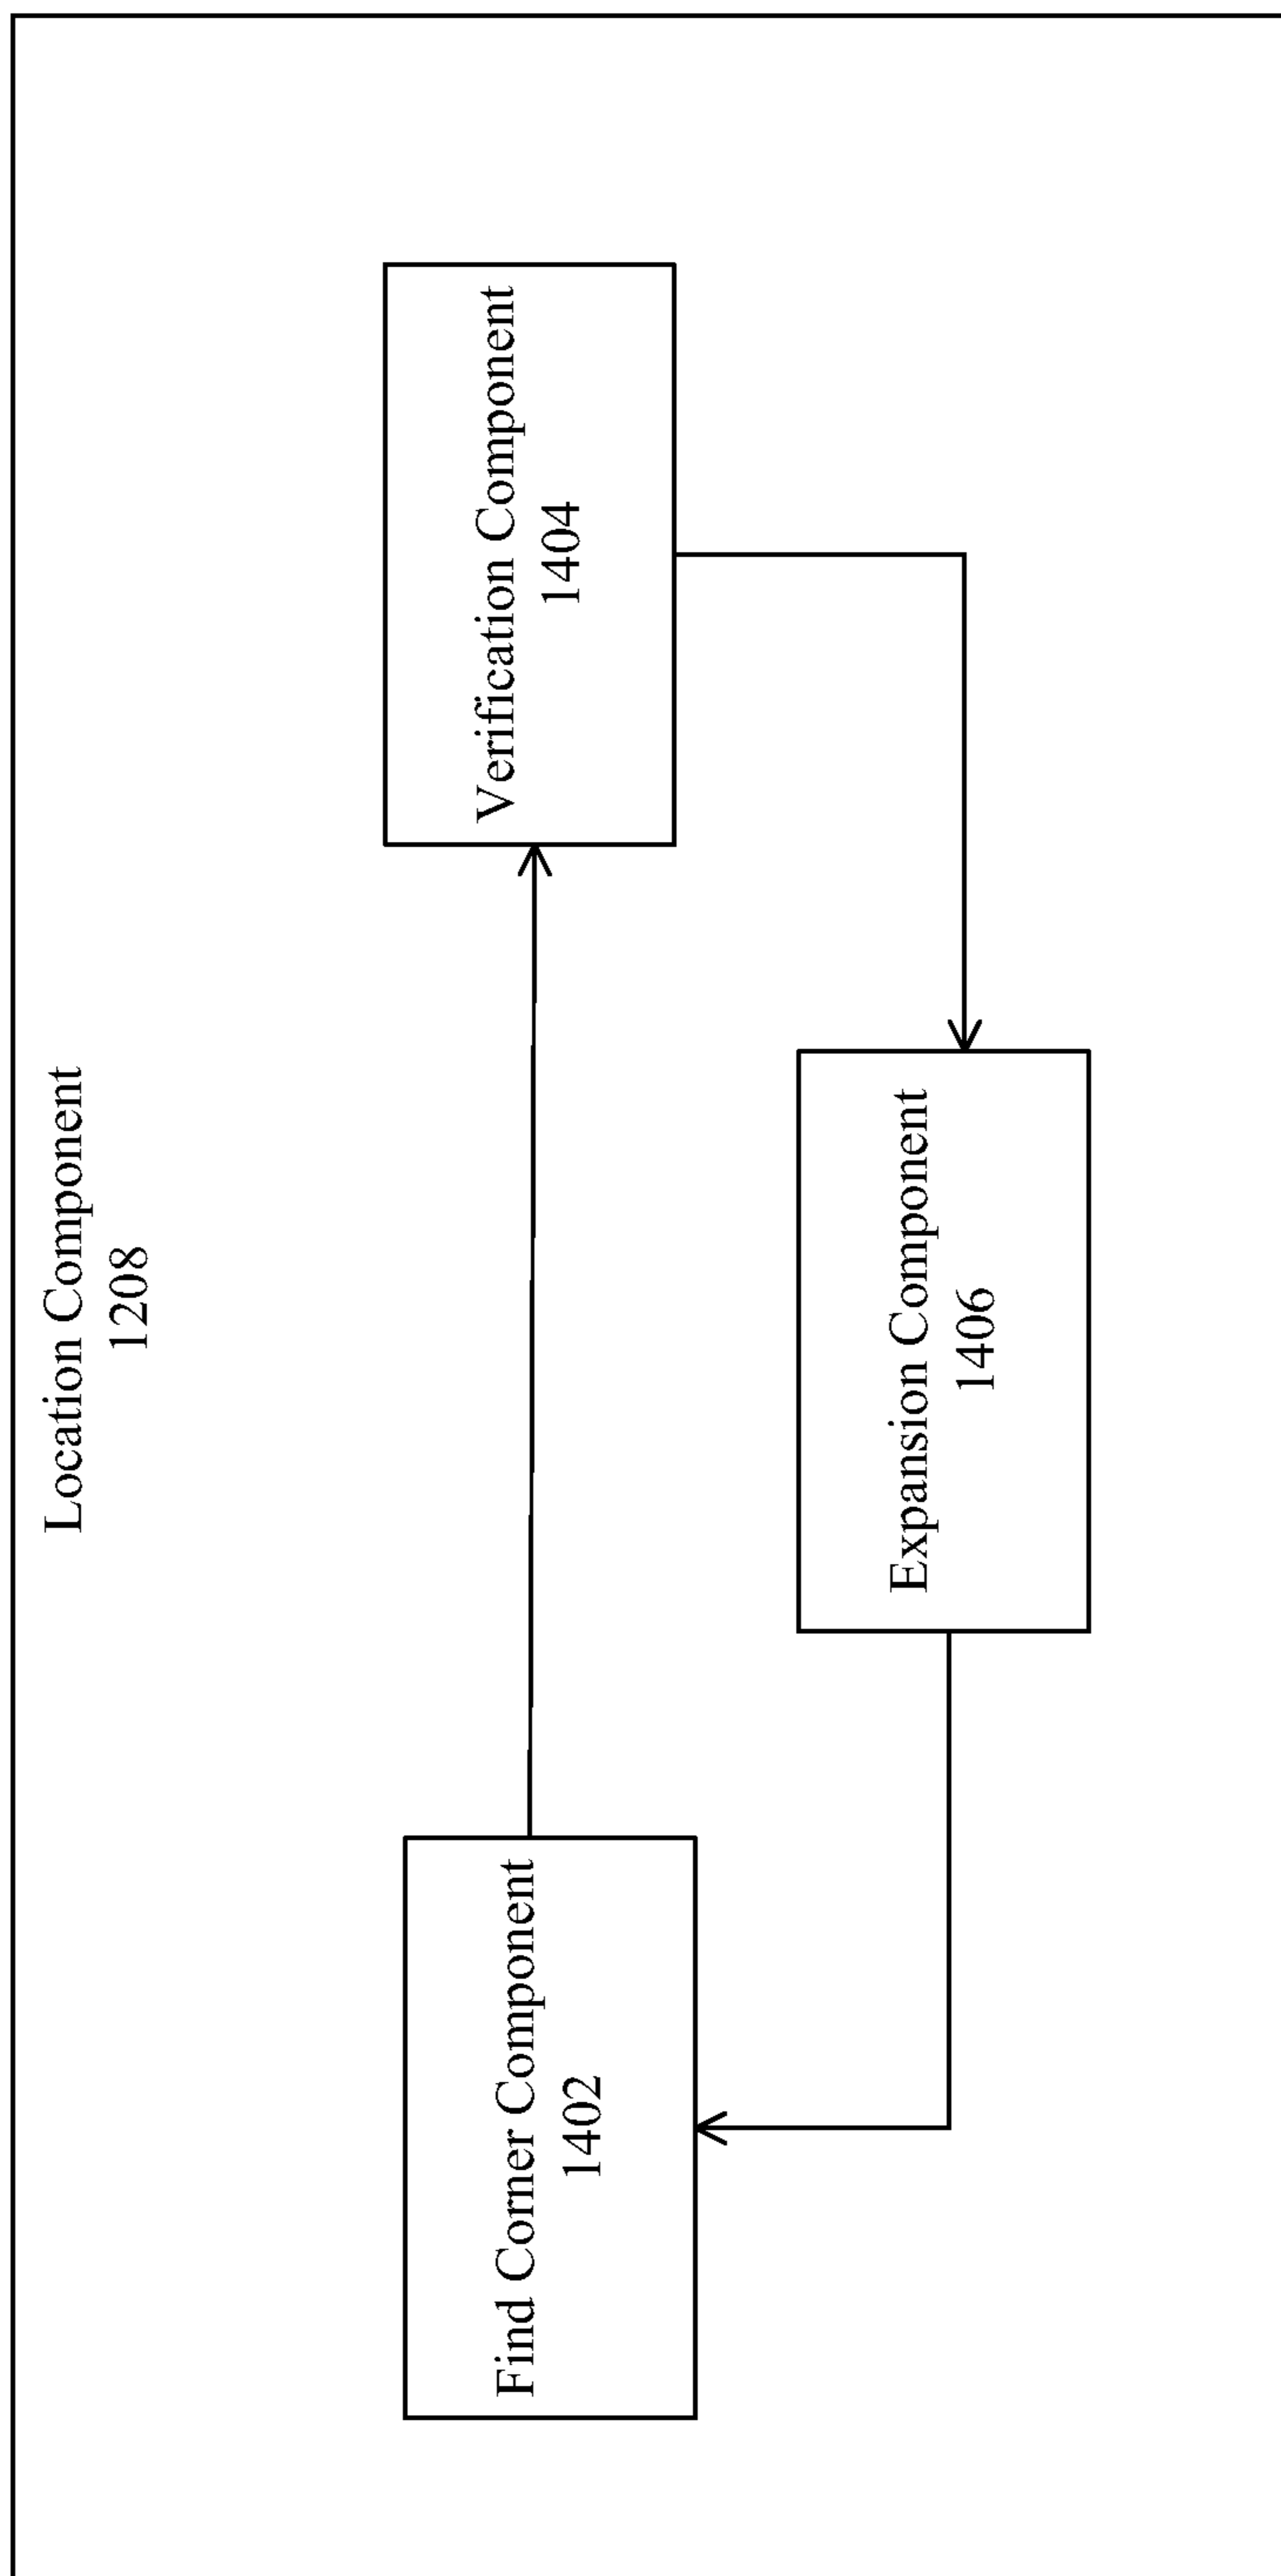 Location Component
1208
Find Corner Component
1402
Verification Component
1404
Expansion Component
1406